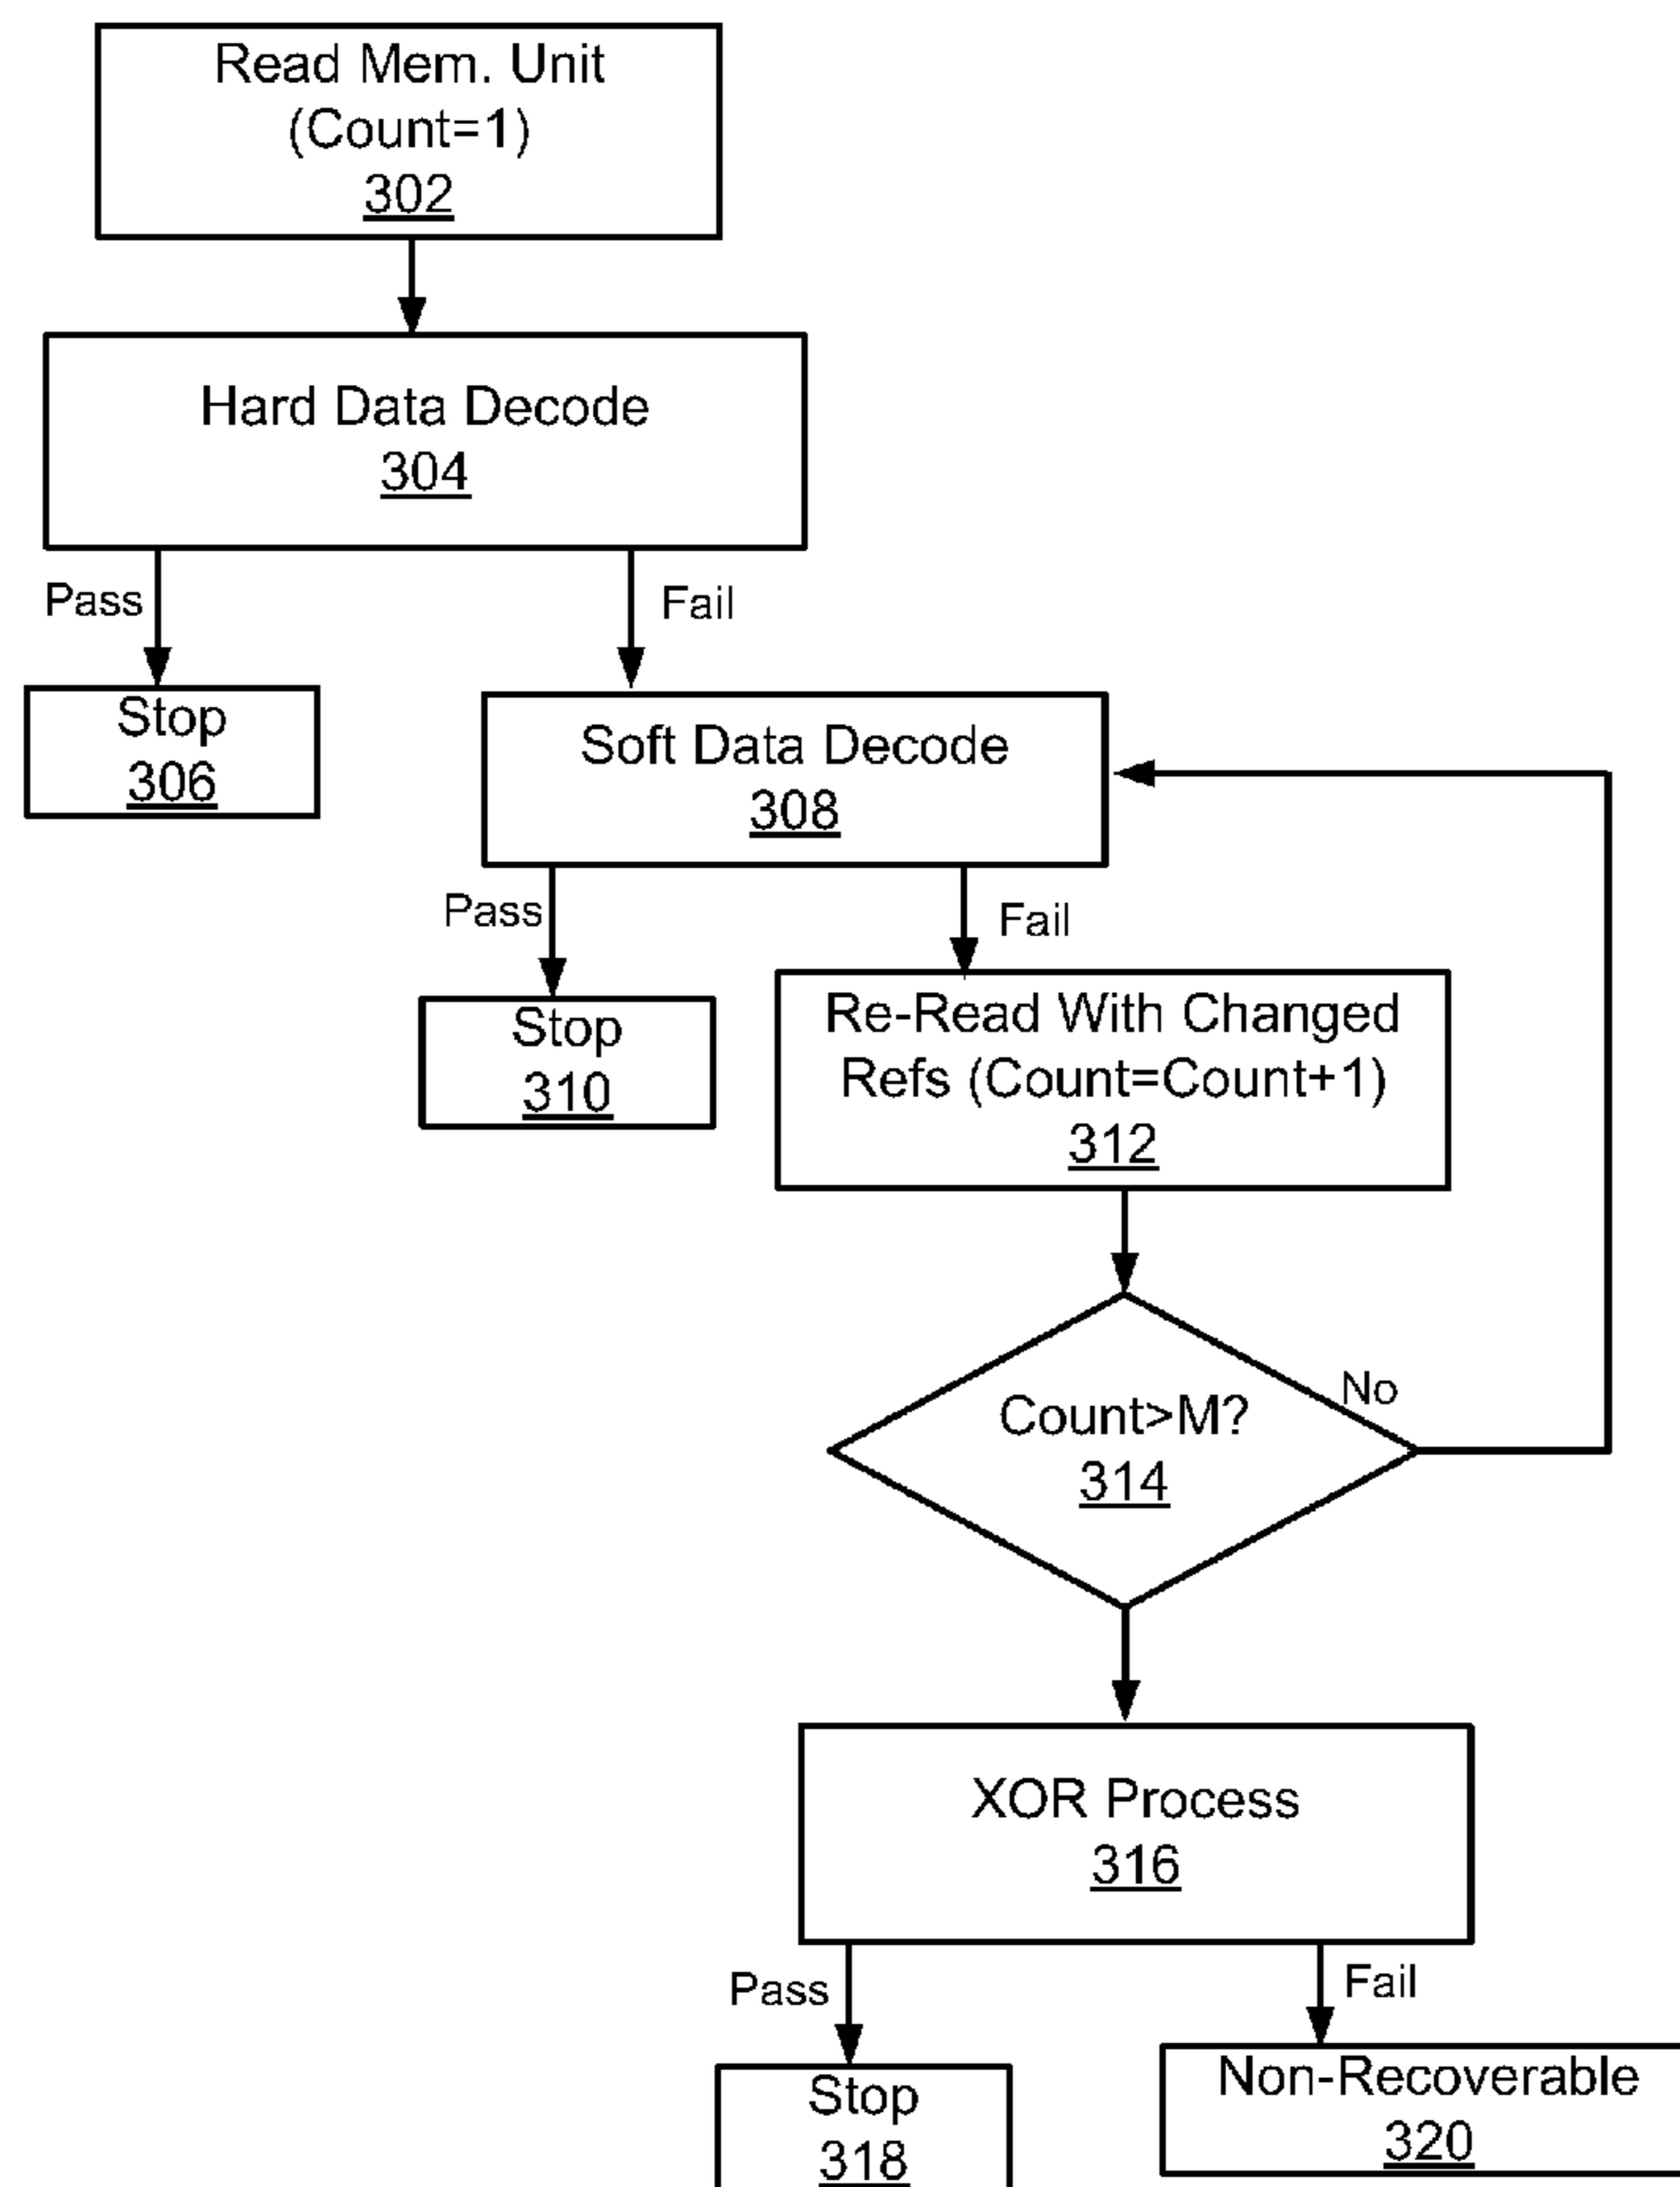 Read Mem. Unit
(Count=1)
302
Hard Data Decode
304
Pass
Fail
Stop
306
Soft Data Decode
308
Pass
Fail
Stop
310
Re-Read With Changed
Refs (Count=Count+1)
312
Count>M?
314
No
XOR Process
316
Pass
Fail
Stop
318
Non-Recoverable
320